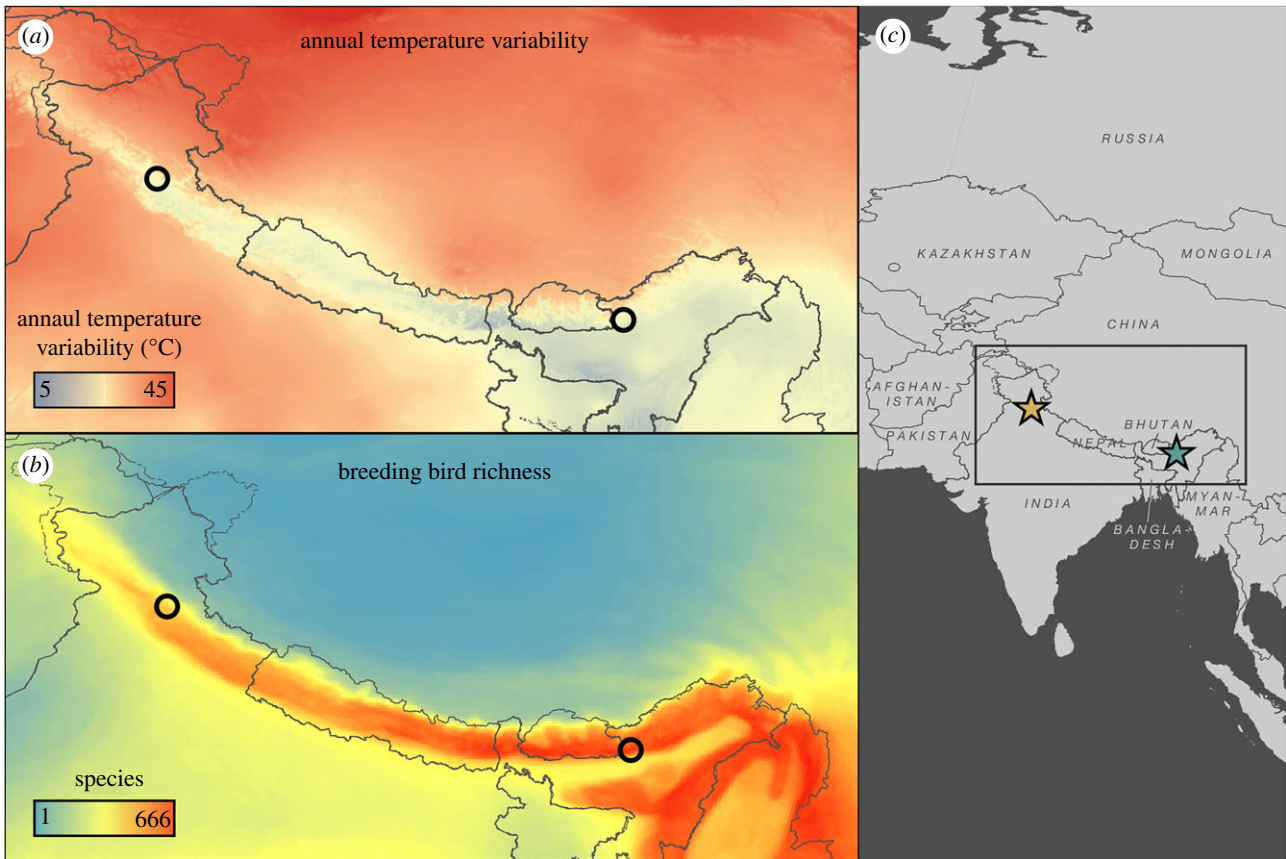 (a)
annual temperature variability
annaul temperature
variability (°C)
5 45
(b)
breeding bird richness
species
1 666
(c)
RUSSIA
KAZAKHSTAN
MONGOLIA
CHINA
AFGHAN-
ISTAN
PAKISTAN
BHUTAN
NEPAL
INDIA
MYAN-
MAR
BANGLA-
DESH